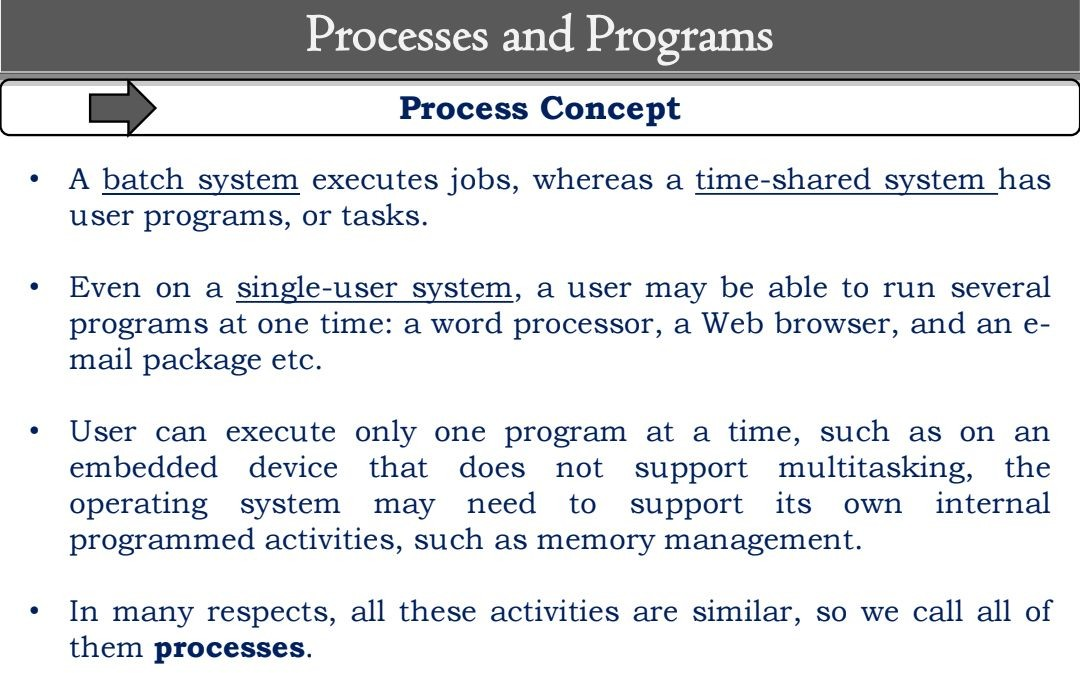 Processes and Programs
Process Concept
• A batch system executes jobs, whereas a time-shared system has
user programs, or tasks.
• Even on a single-user system, a user may be able to run several
programs at one time: a word processor, a Web browser, and an e-
mail package etc.
• User can execute only one program at a time, such as on an
embedded device that does not support multitasking, the
operating system may need to support its own internal
programmed activities, such as memory management.
• In many respects, all these activities are similar, so we call all of
them processes.